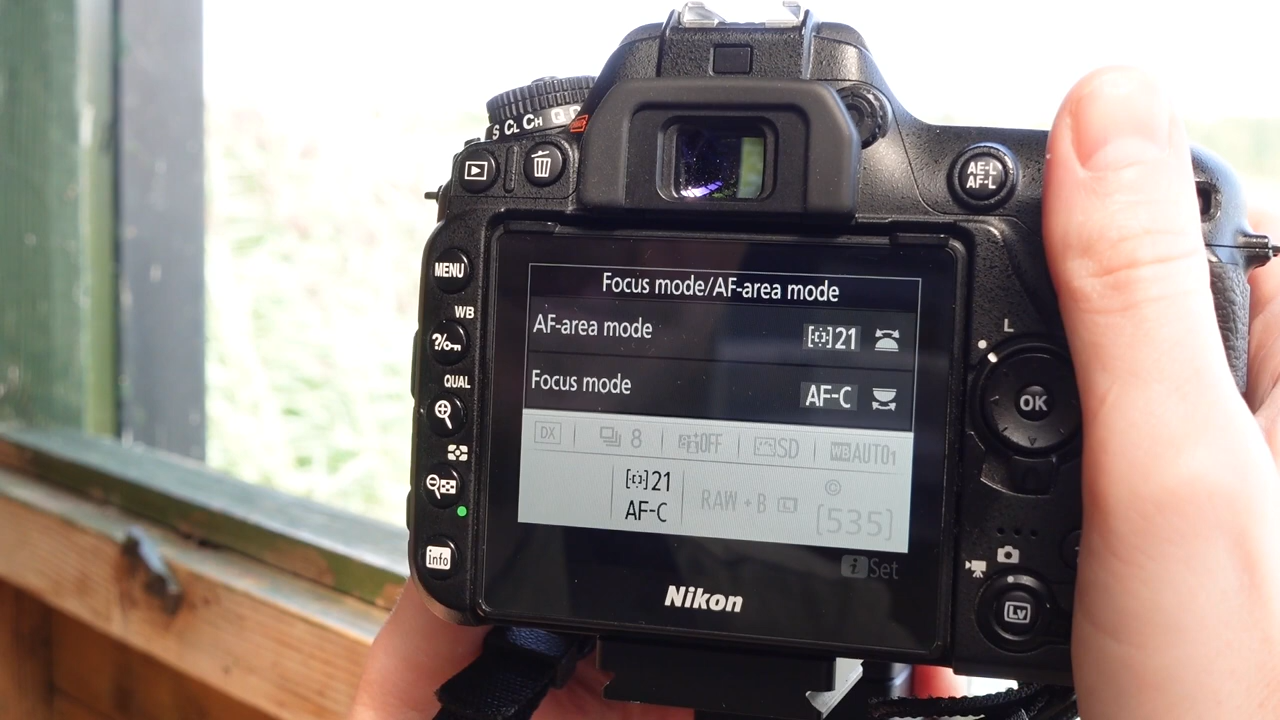 S CL CH Q
AE-L
AF-L
MENU
WB
?
QUAL
info
Focus mode/AF-area mode
AF-area mode [ ]21
Focus mode AF-C
DX 8 OFF SD WB AUTO1
[ ]21
AF-C
RAW + B L
©
[535]
i Set
Nikon
L
OK
Lv